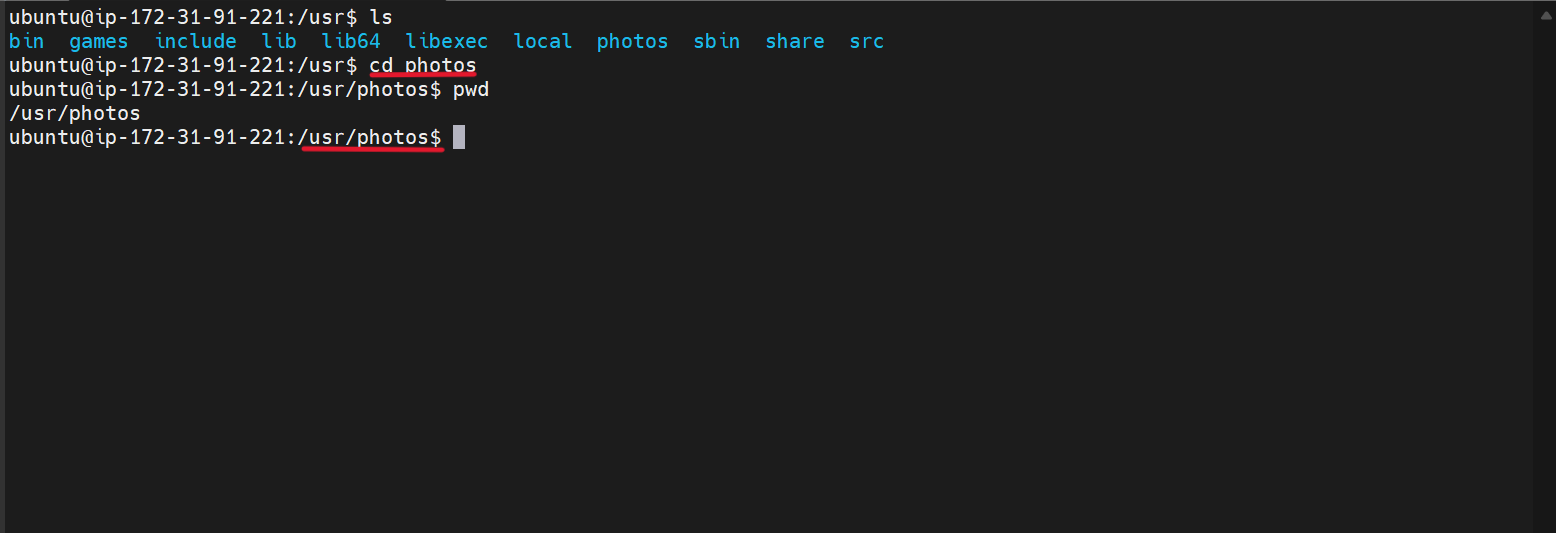 ubuntu@ip-172-31-91-221:/usr$ ls
bin  games  include  lib  lib64  libexec  local  photos  sbin  share  src
ubuntu@ip-172-31-91-221:/usr$ cd photos
ubuntu@ip-172-31-91-221:/usr/photos$ pwd
/usr/photos
ubuntu@ip-172-31-91-221:/usr/photos$